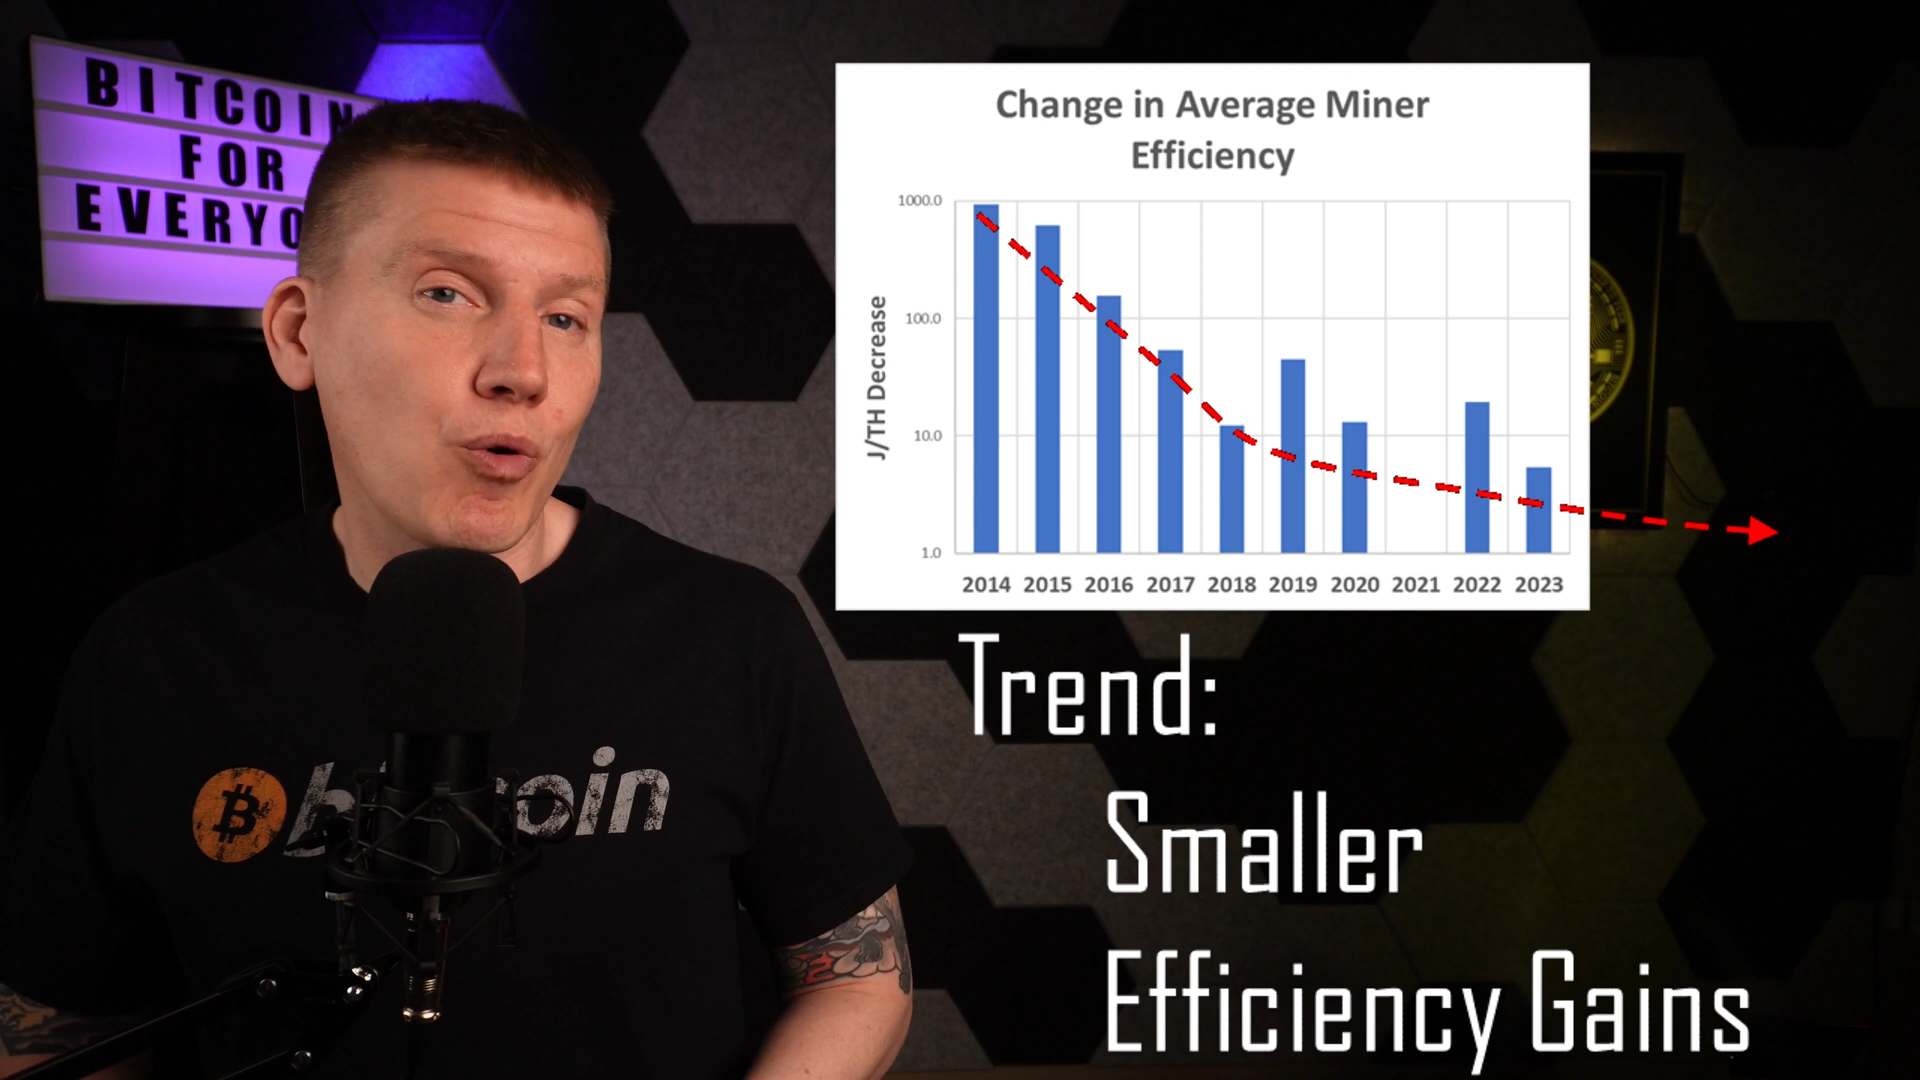 BITCOIN
FOR
EVERYO
Change in Average Miner
Efficiency
J/TH Decrease
1000.0
100.0
10.0
1.0
2014 2015 2016 2017 2018 2019 2020 2021 2022 2023
Trend:
Smaller
Efficiency Gains